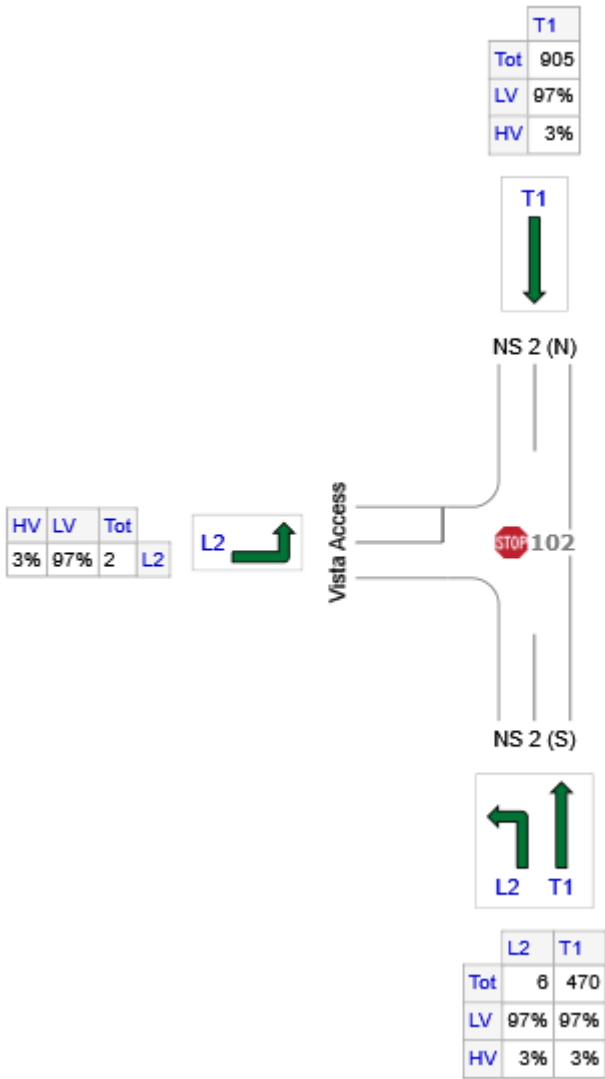 T1
Tot 905
LV 97%
HV 3%
T1
NS 2 (N)
HV LV Tot
3% 97% 2 L2
L2
Vista Access
STOP 102
NS 2 (S)
L2 T1
L2 T1
Tot 6 470
LV 97% 97%
HV 3% 3%